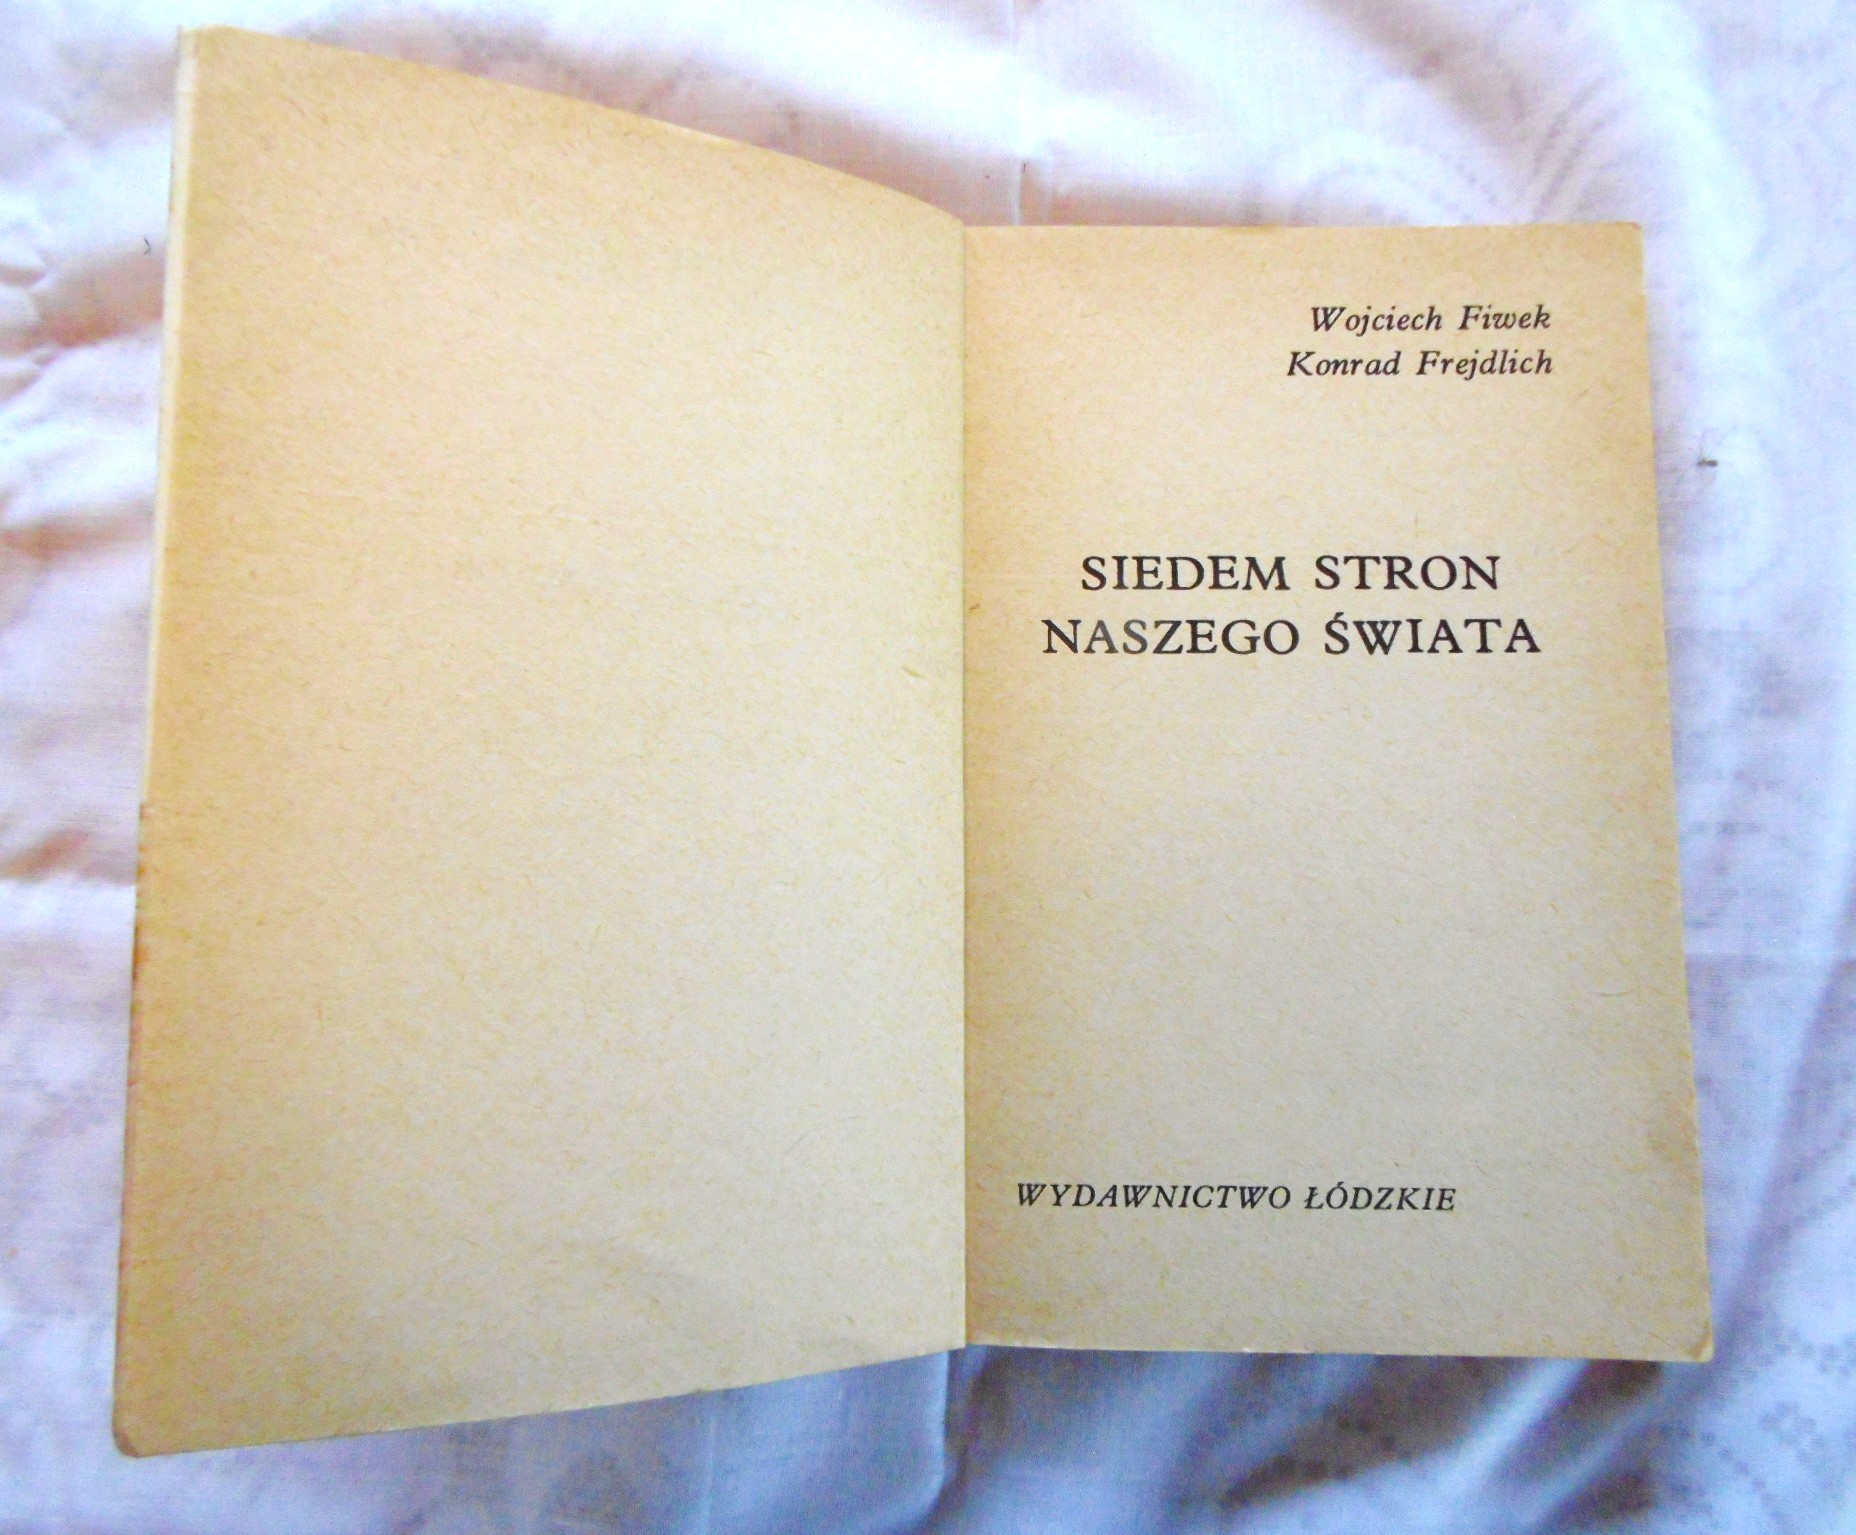 Wojciech Fiwek
Konrad Frejdlich
SIEDEM STRON
NASZEGO ŚWIATA
WYDAWNICTWO ŁÓDZKIE